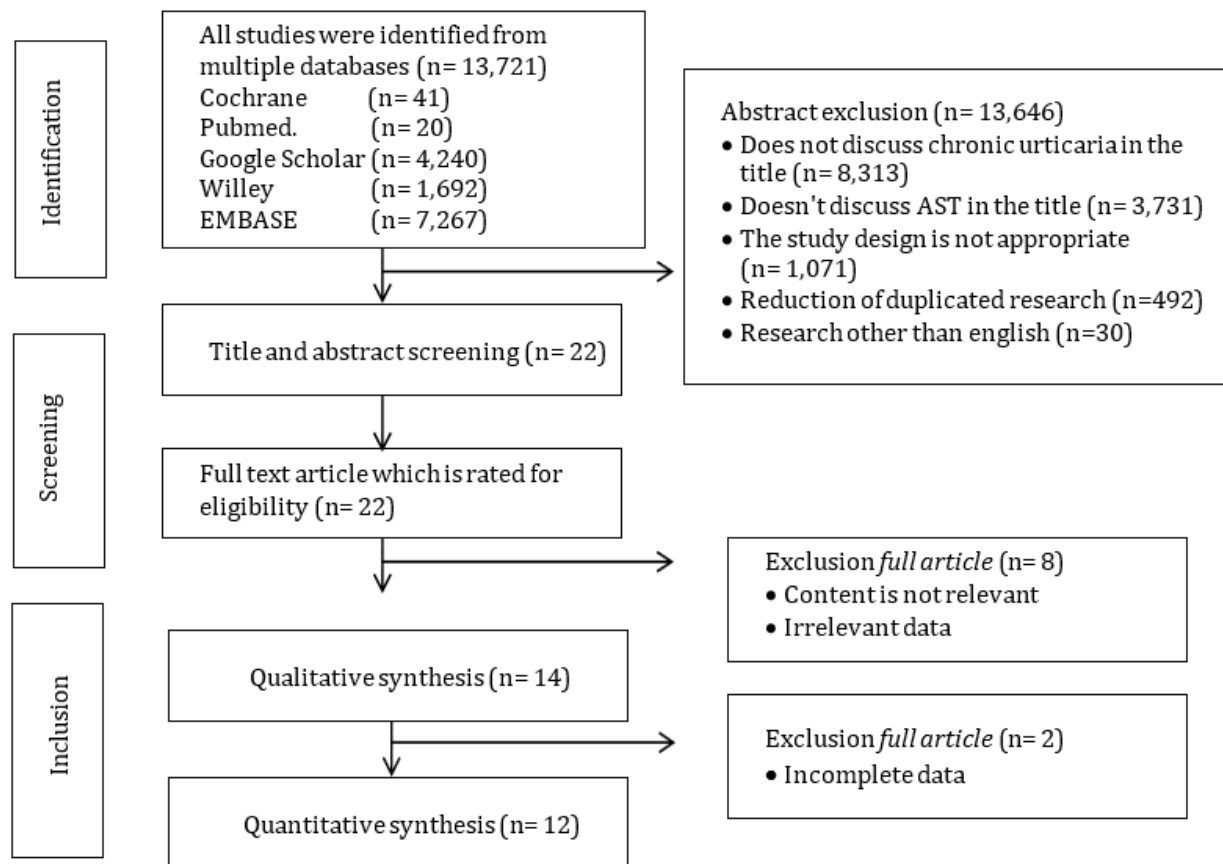 Identification
All studies were identified from
multiple databases (n= 13,721)
Cochrane (n= 41)
Pubmed. (n= 20)
Google Scholar (n= 4,240)
Willey (n= 1,692)
EMBASE (n= 7,267)
Abstract exclusion (n= 13,646)
• Does not discuss chronic urticaria in the
title (n= 8,313)
• Doesn't discuss AST in the title (n= 3,731)
• The study design is not appropriate
(n= 1,071)
• Reduction of duplicated research (n=492)
• Research other than english (n=30)
Screening
Title and abstract screening (n= 22)
Full text article which is rated for
eligibility (n= 22)
Exclusion full article (n= 8)
• Content is not relevant
• Irrelevant data
Inclusion
Qualitative synthesis (n= 14)
Exclusion full article (n= 2)
• Incomplete data
Quantitative synthesis (n= 12)